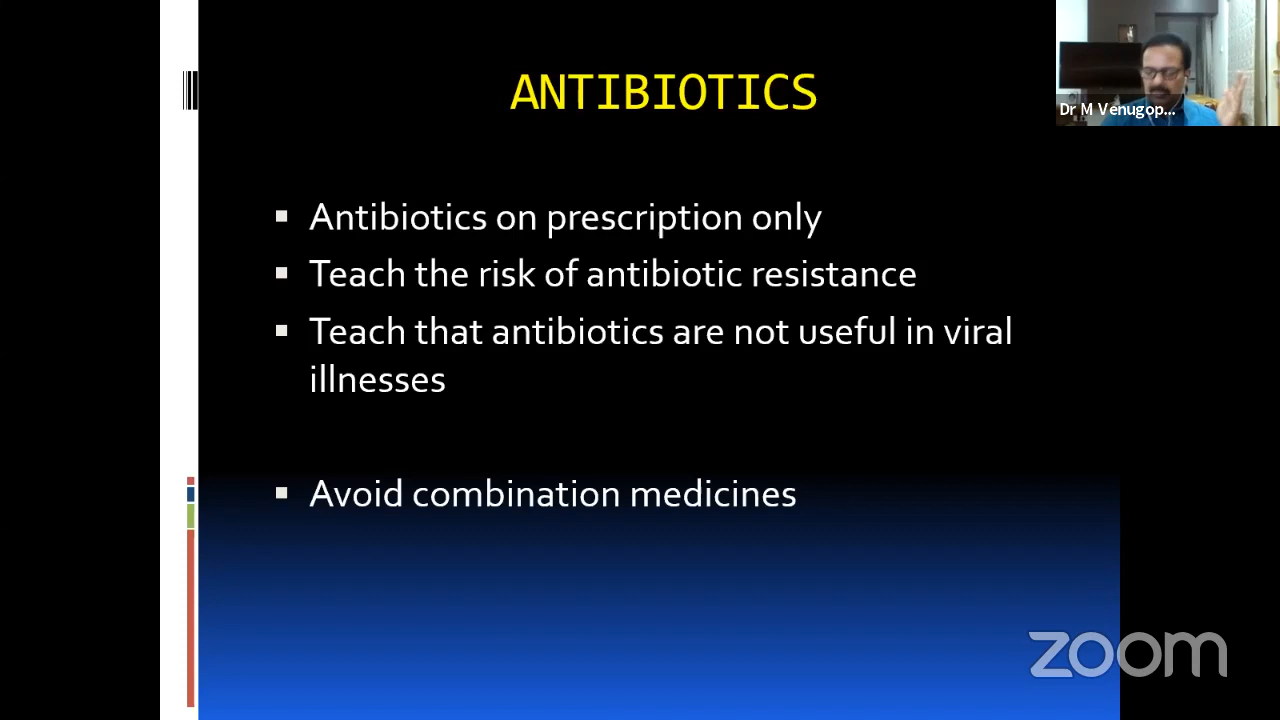 ANTIBIOTICS
Dr M Venugop...
Antibiotics on prescription only
Teach the risk of antibiotic resistance
Teach that antibiotics are not useful in viral
illnesses
Avoid combination medicines
zoom